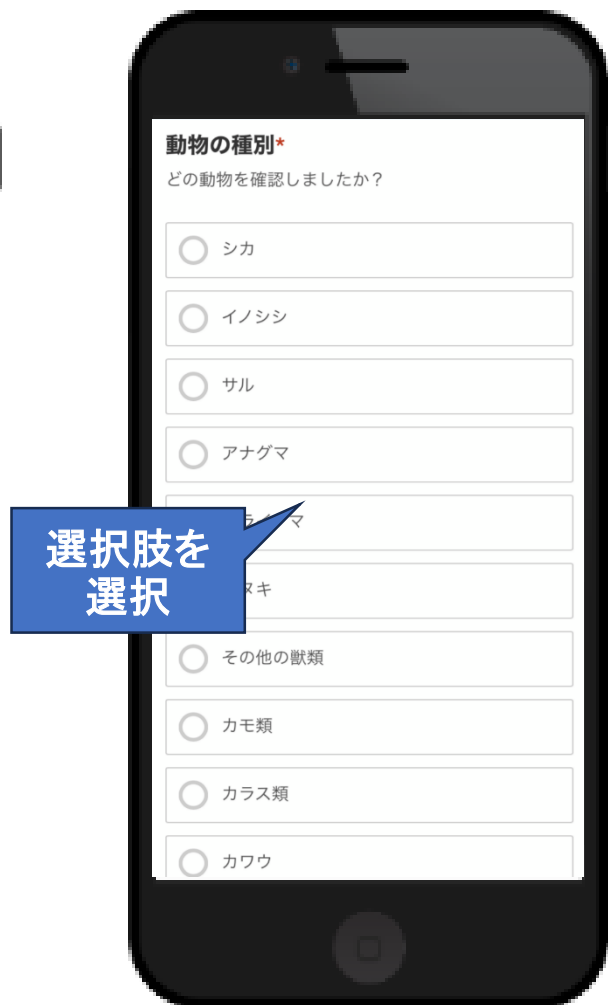 動物の種別*
どの動物を確認しましたか？
シカ
イノシシ
サル
アナグマ
選択肢を
選択
その他の獣類
カモ類
カラス類
カワウ